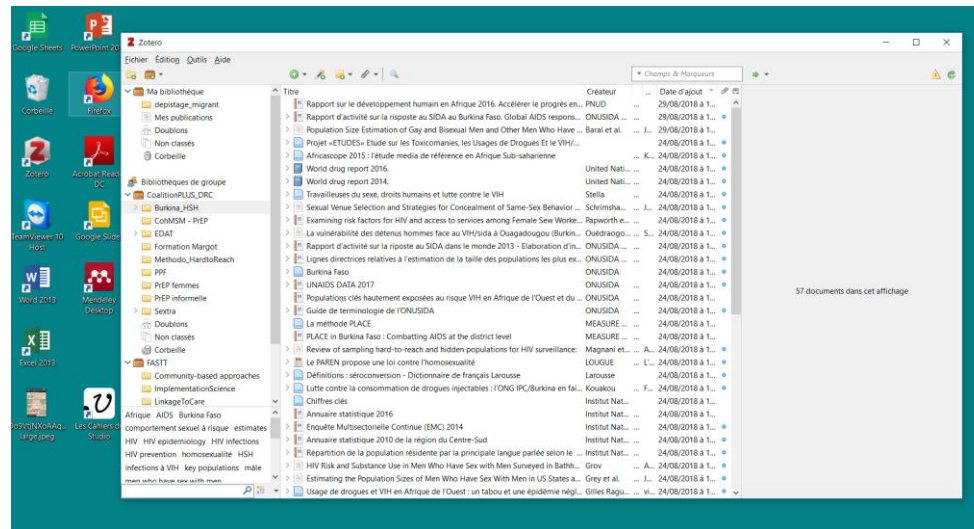 Google Sheets
PowerPoint 20
Corbeille
Firefox
Zotero
Acrobat Read
DC
TeamViewer 10
Host
Google Slide
Word 2013
Mendeley
Desktop
Excel 2013
large.jpeg
Les Cahiers d
Studio
Zotero
Fichier Edition Outils Aide
Champs & Marqueurs
Ma bibliothèque
depistage_migrant
Mes publications
Doublons
Non classés
Corbeille
Bibliothèques de groupe
CoalitionPLUS_DRC
Burkina_HSH
CohMSM - PrEP
EDAT
Formation Margot
Methodo_HardtoReach
PPF
PrEP femmes
PrEP informelle
Sextra
Doublons
Non classés
Corbeille
FASTT
Community-based approaches
ImplementationScience
LinkageToCare
Afrique AIDS Burkina Faso
comportement sexuel à risque estimates
HIV HIV epidemiology HIV infections
HIV prevention homosexualité HSH
infections à VIH key populations mâle
men who have sex with men
Titre Créateur ... Date d'ajout
Rapport sur le développement humain en Afrique 2016. Accélérer le progrès en... PNUD ... 29/08/2018 à 1...
Rapport d'activité sur la risposte au SIDA au Burkina Faso. Global AIDS respons... ONUSIDA ... ... 29/08/2018 à 1...
Population Size Estimation of Gay and Bisexual Men and Other Men Who Have ... Baral et al. ... J... 29/08/2018 à 1...
Projet «ETUDES» Etude sur les Toxicomanies, les Usages de Drogues Et le VIH/... 24/08/2018 à 1...
Africascope 2015 : l'étude media de référence en Afrique Sub-saharienne ... K... 24/08/2018 à 1...
World drug report 2016. United Nati... ... 24/08/2018 à 1...
World drug report 2014. United Nati... ... 24/08/2018 à 1...
Travailleuses du sexe, droits humains et lutte contre le VIH Stella ... 24/08/2018 à 1...
Sexual Venue Selection and Strategies for Concealment of Same-Sex Behavior ... Schrimsha... ... J... 24/08/2018 à 1...
Examining risk factors for HIV and access to services among Female Sew Worke... Papworth e... ... 24/08/2018 à 1...
La vulnérabilité des détenus hommes face au VIH/sida à Ouagadougou (Burkin... Ouédraogo... ... S... 24/08/2018 à 1...
Rapport d'activité sur la riposte au SIDA dans le monde 2013 - Elaboration d'in... ONUSIDA ... ... 24/08/2018 à 1...
Lignes directrices relatives à l'estimation de la taille des populations les plus ex... ONUSIDA ... 24/08/2018 à 1...
Burkina Faso ONUSIDA 24/08/2018 à 1...
UNAIDS DATA 2017 ONUSIDA ... 24/08/2018 à 1...
Populations clés hautement exposées au risque VIH en Afrique de l'Ouest et du ... ONUSIDA ... 24/08/2018 à 1...
Guide de terminologie de l'ONUSIDA ONUSIDA ... 24/08/2018 à 1...
La méthode PLACE MEASURE ... ... 24/08/2018 à 1...
PLACE in Burkina Faso : Combatting AIDS at the district level MEASURE ... ... 24/08/2018 à 1...
Review of sampling hard-to-reach and hidden populations for HIV surveillance: Magnani et... ... A... 24/08/2018 à 1...
Le PAREN propose une loi contre l'homosexualité LOUGUE ... L'... 24/08/2018 à 1...
Définitions : séroconversion - Dictionnaire de français Larousse Larousse ... 24/08/2018 à 1...
Lutte contre la consommation de drogues injectables : l'ONG IPC/Burkina en fai... Kouakou ... F... 24/08/2018 à 1...
Chiffres clés Institut Nat... 24/08/2018 à 1...
Annuaire statistique 2016 Institut Nat... ... 24/08/2018 à 1...
Enquête Multisectorielle Continue (EMC) 2014 Institut Nat... ... 24/08/2018 à 1...
Annuaire statistique 2010 de la région du Centre-Sud Institut Nat... ... 24/08/2018 à 1...
Répartition de la population résidente par la principale langue parlée selon le ... Institut Nat... ... 24/08/2018 à 1...
HIV Risk and Substance Use in Men Who Have Sex with Men Surveyed in Bathh... Grov ... A... 24/08/2018 à 1...
Estimating the Population Sizes of Men Who Have Sex With Men in US States a... Grey et al. ... J... 24/08/2018 à 1...
Usage de drogues et VIH en Afrique de l'Ouest : un tabou et une épidémie négl... Gilles Ragu... ... vi... 24/08/2018 à 1...
57 documents dans cet affichage